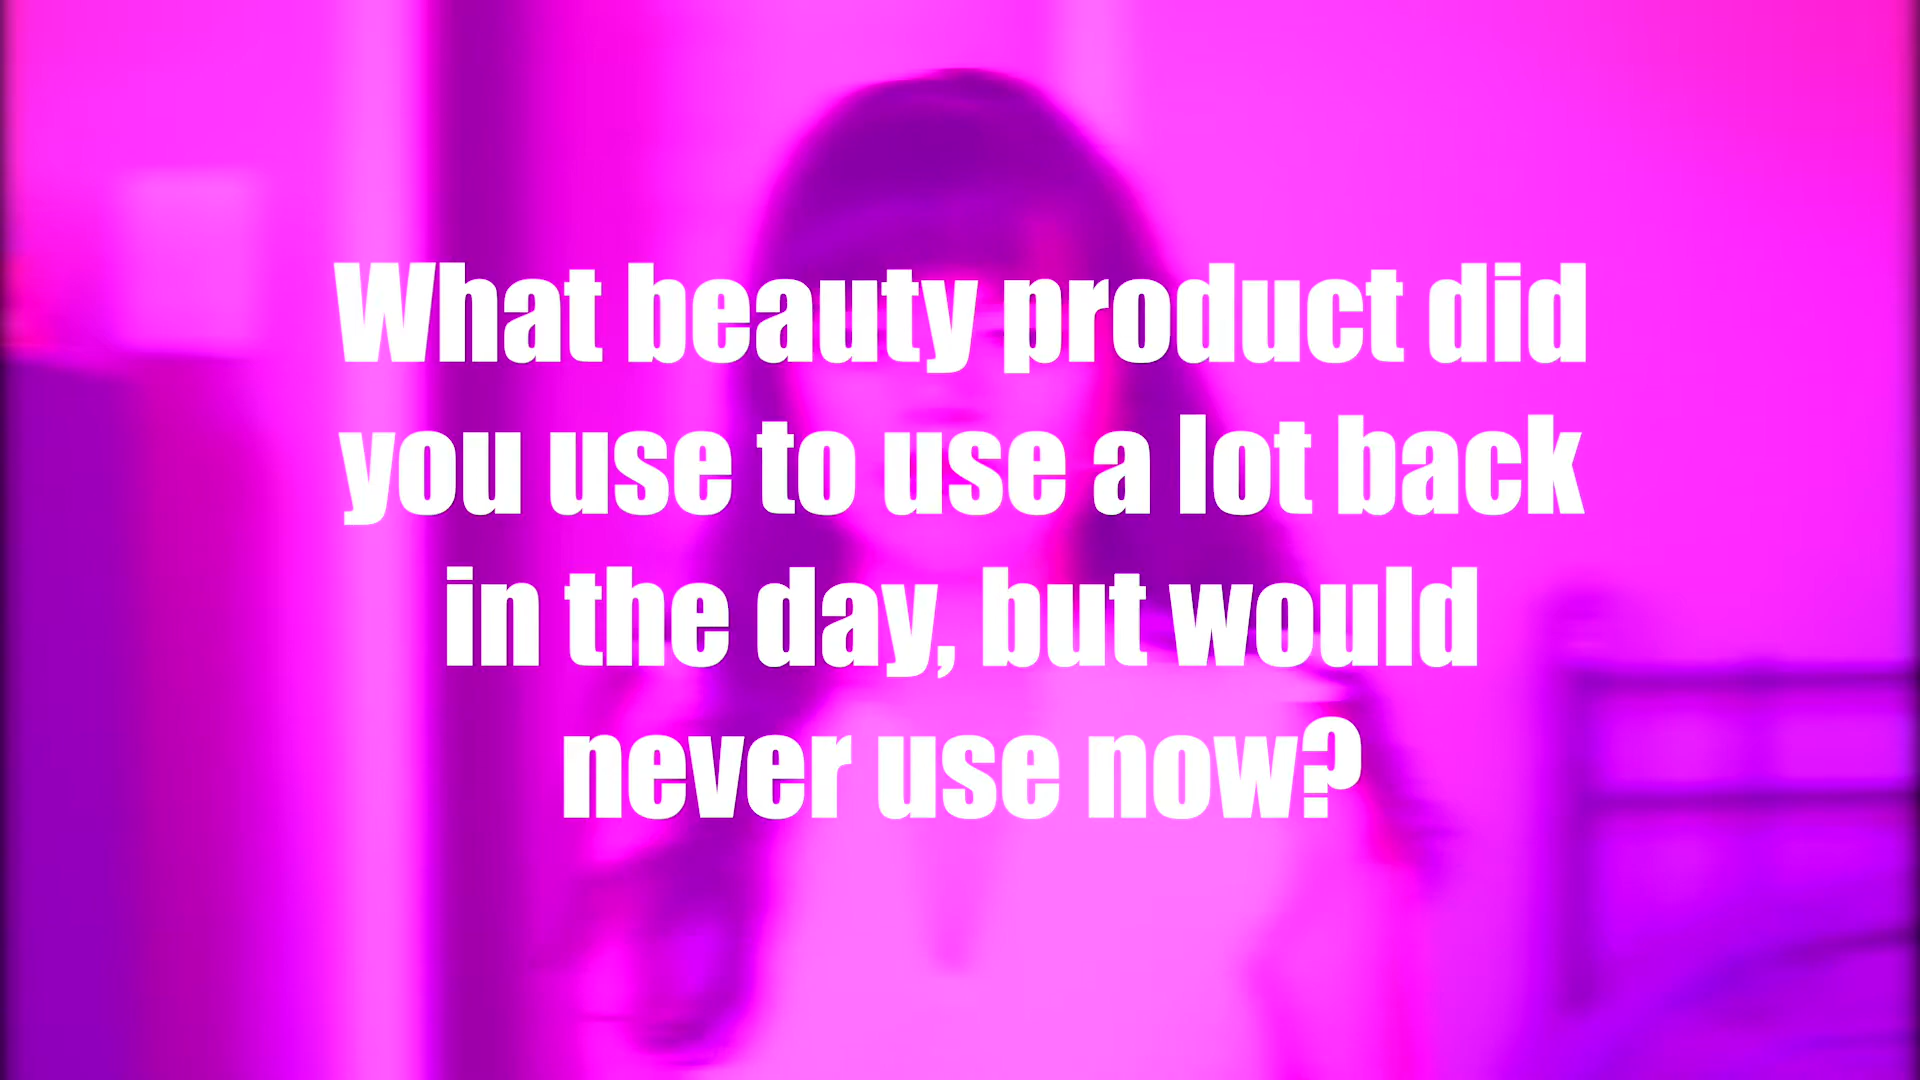 What beauty product did
you use to use a lot back
in the day, but would
never use now?